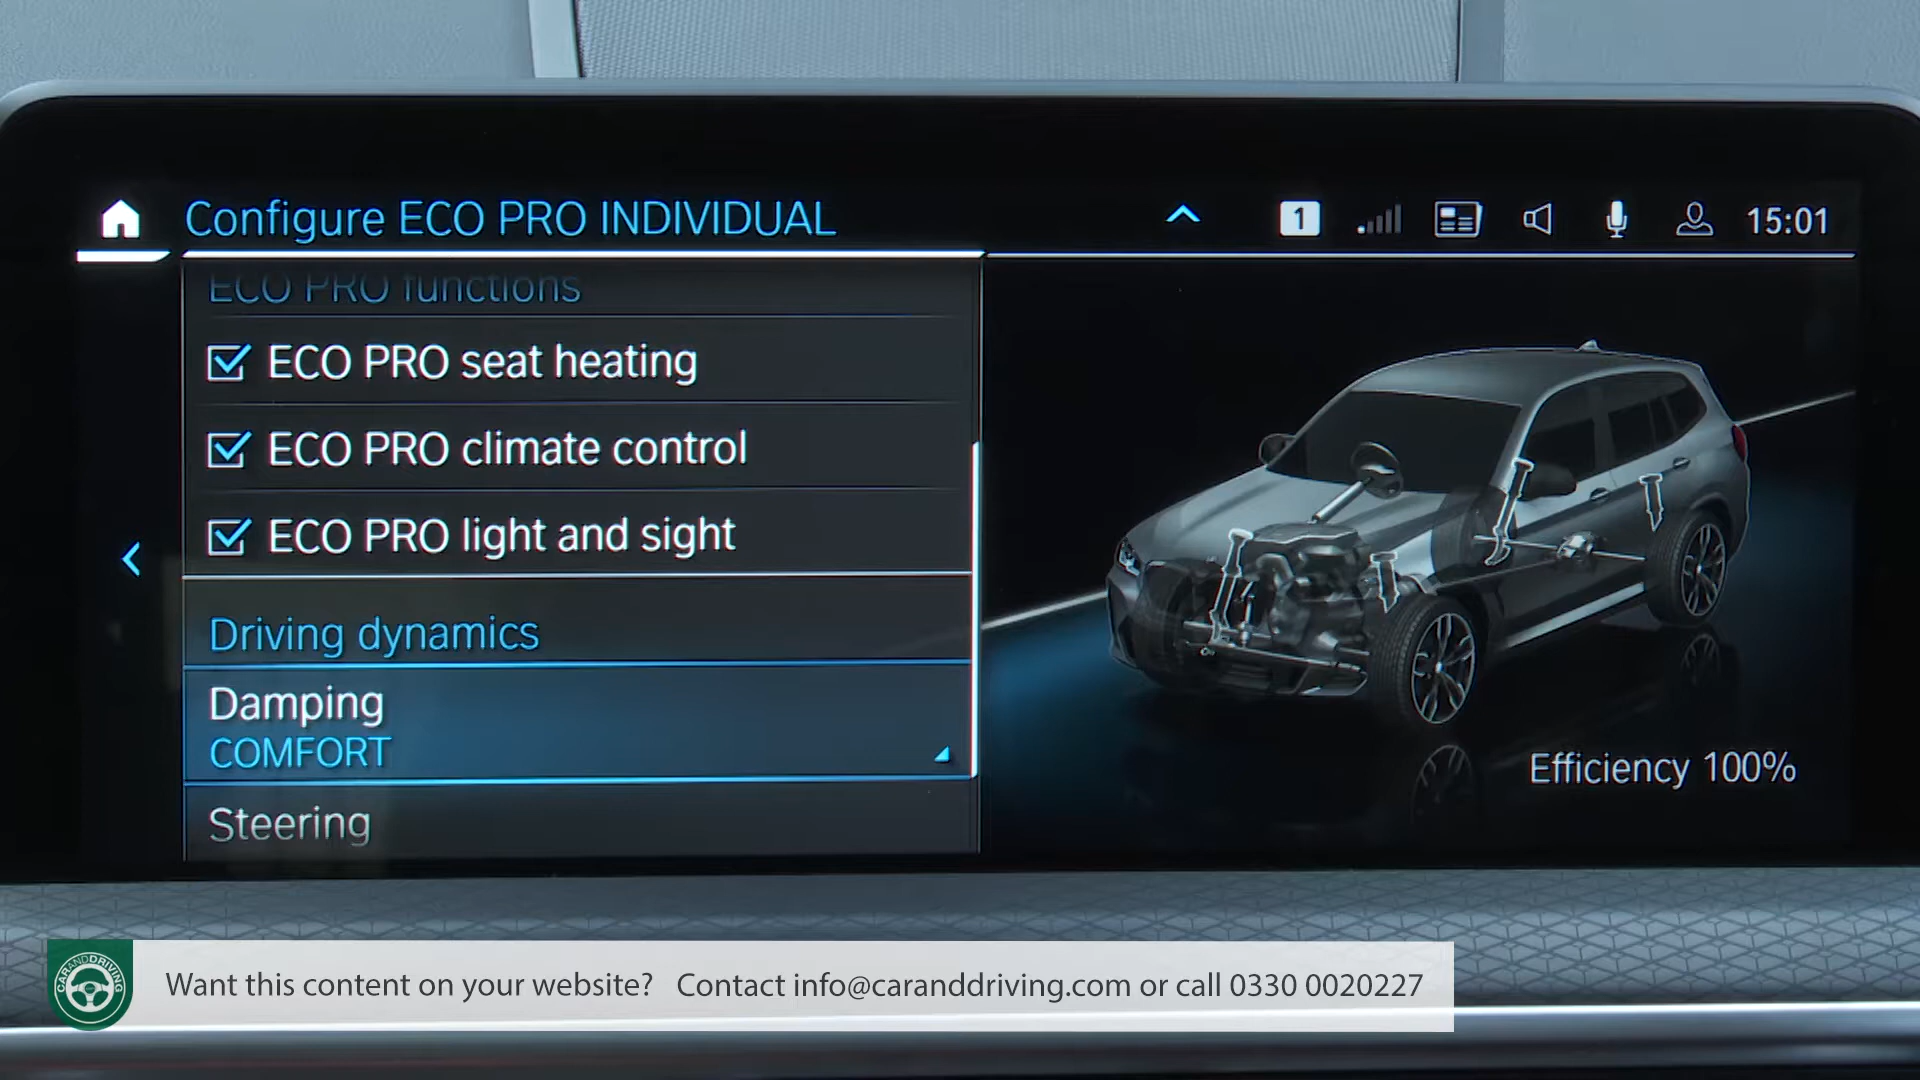 Configure ECO PRO INDIVIDUAL
1
15:01
ECO PRO functions
ECO PRO seat heating
ECO PRO climate control
ECO PRO light and sight
Driving dynamics
Damping
COMFORT
Steering
Efficiency 100%
CARANDDRIVING
Want this content on your website? Contact info@caranddriving.com or call 0330 0020227